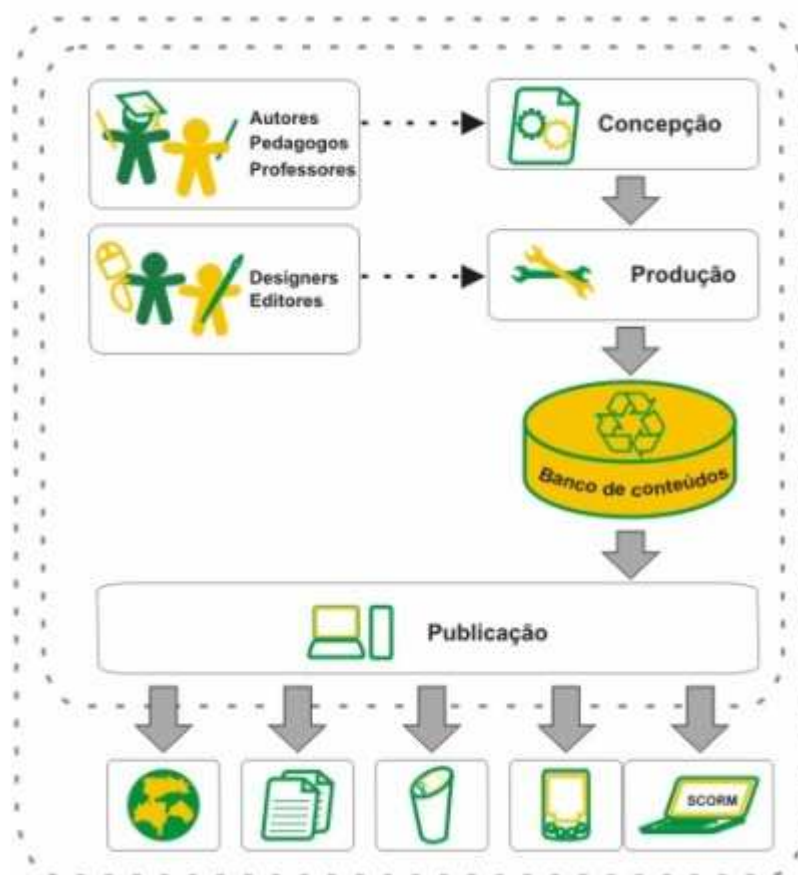 Autores
Pedagogos
Professores
Concepção
Designers
Editores
Produção
Banco de conteúdos
Publicação
SCORM